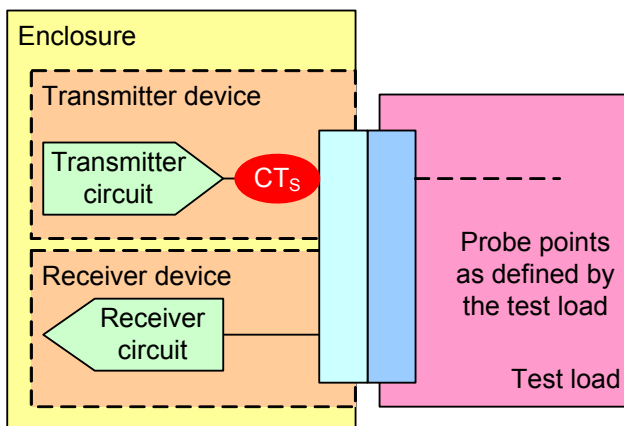 Enclosure
Transmitter device
Transmitter
circuit
CTS
Receiver device
Receiver
circuit
Probe points
as defined by
the test load
Test load